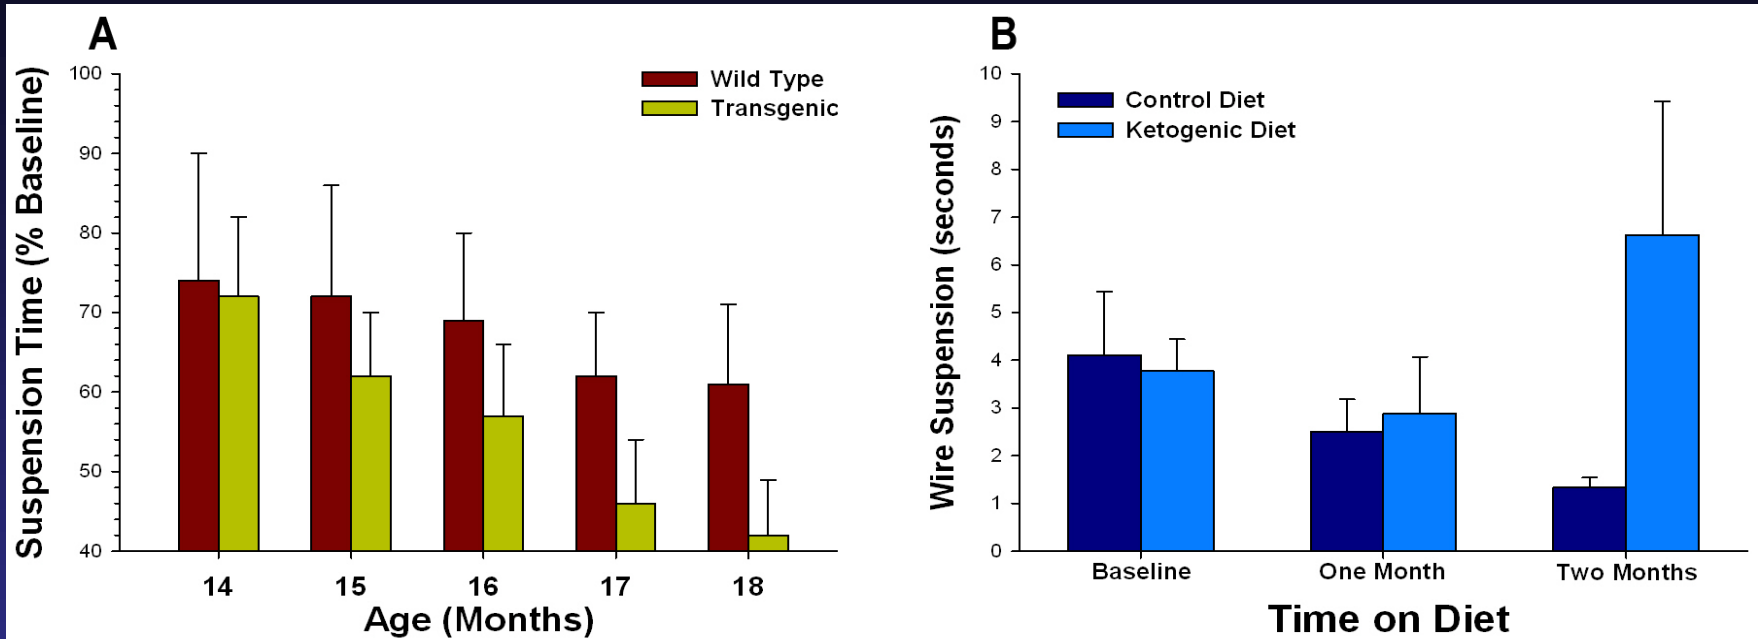 A
Suspension Time (% Baseline)
100
90
80
70
60
50
40
Wild Type
Transgenic
14 15 16 17 18
Age (Months)
B
Wire Suspension (seconds)
10
9
8
7
6
5
4
3
2
1
0
Control Diet
Ketogenic Diet
Baseline One Month Two Months
Time on Diet